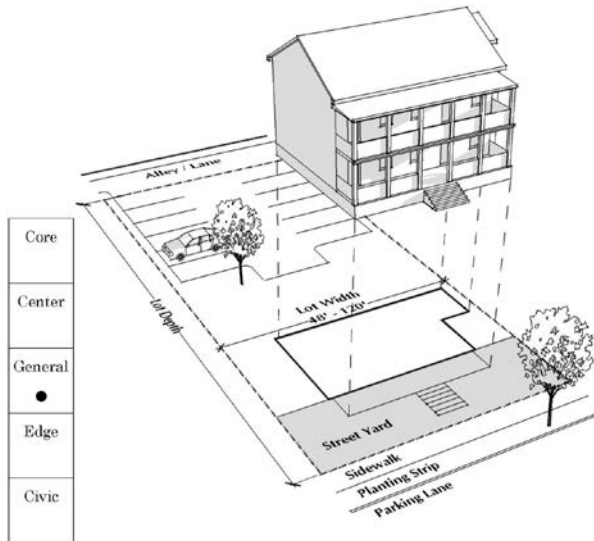 Alley / Lane
Core
Center
General
Edge
Civic
Lot Depth
Lot Width
48' - 120'
Street Yard
Sidewalk
Planting Strip
Parking Lane